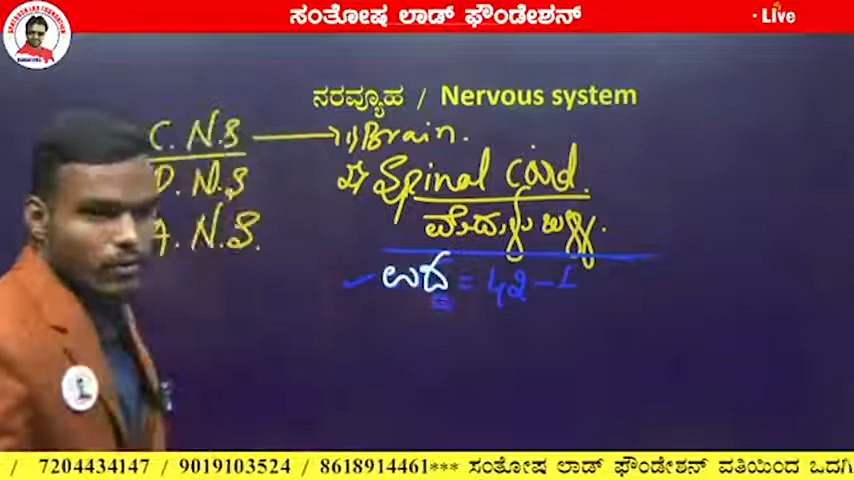 ಸಂತೋಷ ಲಾಡ್ ಫೌಂಡೇಶನ್
· Live
ನರವ್ಯೂಹ / Nervous system
C.N.S → 1) Brain.
P.N.S 2) Spinal Cord.
A.N.S. ಮೆದುಳು ಬಳ್ಳಿ.
ಉದ್ದ = 42 -
/ 7204434147 / 9019103524 / 8618914461*** ಸಂತೋಷ ಲಾಡ್ ಫೌಂಡೇಶನ್ ವತಿಯಿಂದ ಒದಗಿ